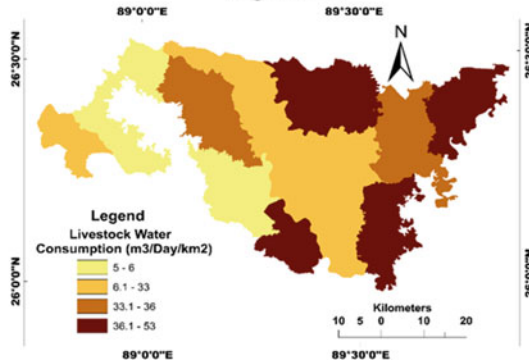 89°0'0"E 89°30'0"E
N
26°30'0"N
Legend
Livestock Water
Consumption (m3/Day/km2)
5 - 6
6.1 - 33
33.1 - 36
36.1 - 53
Kilometers
10 5 0 10 20
26°0'0"N
89°0'0"E 89°30'0"E